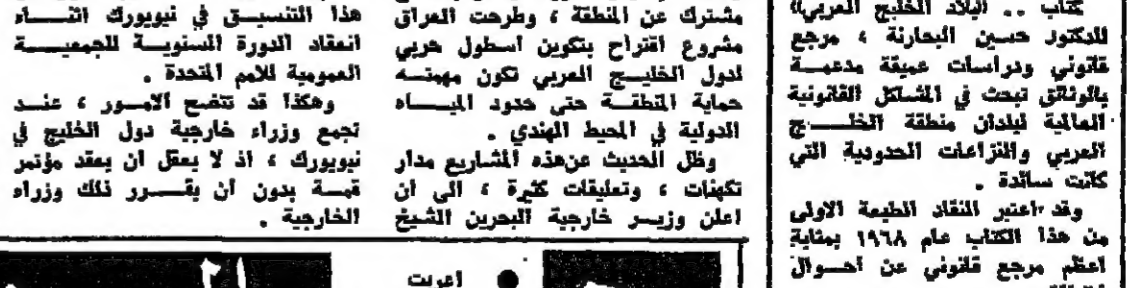 كتاب .. «البلاد الخليج العربي»
للدكتور حسين البحارنة ، مرجع
قانوني ودراسات عميقة مدعمة
بالوثائق تبحث في المشاكل القانونية
الحالية لبلدان منطقة الخليج
العربي والنزاعات الحدودية التي
كانت سائدة .
وقد اعتبر النقاد الطبعة الاولى
من هذا الكتاب عام ١٩٦٨ بمثابة
اعظم مرجع قانوني عن احوال
مشترك عن المنطقة ، وطرحت العراق
مشروع اقتراح بتكوين اسطول حربي
لدول الخليج العربي تكون مهمته
حماية المنطقة حتى حدود المياه
الدولية في المحيط الهندي .
وظل الحديث عن هذه المشاريع مدار
تكهنات ، وتعليقات كثيرة ، الى ان
اعلن وزير خارجية البحرين الشيخ
هذا التنسيق في نيويورك اثناء
انعقاد الدورة السنوية للجمعية
العمومية للامم المتحدة .
وهكذا قد تتضح الامور ، عند
تجمع وزراء خارجية دول الخليج في
نيويورك ، اذ لا يعقل ان يعقد مؤتمر
قمة بدون ان يقرر ذلك وزراء
الخارجية .
● اعربت